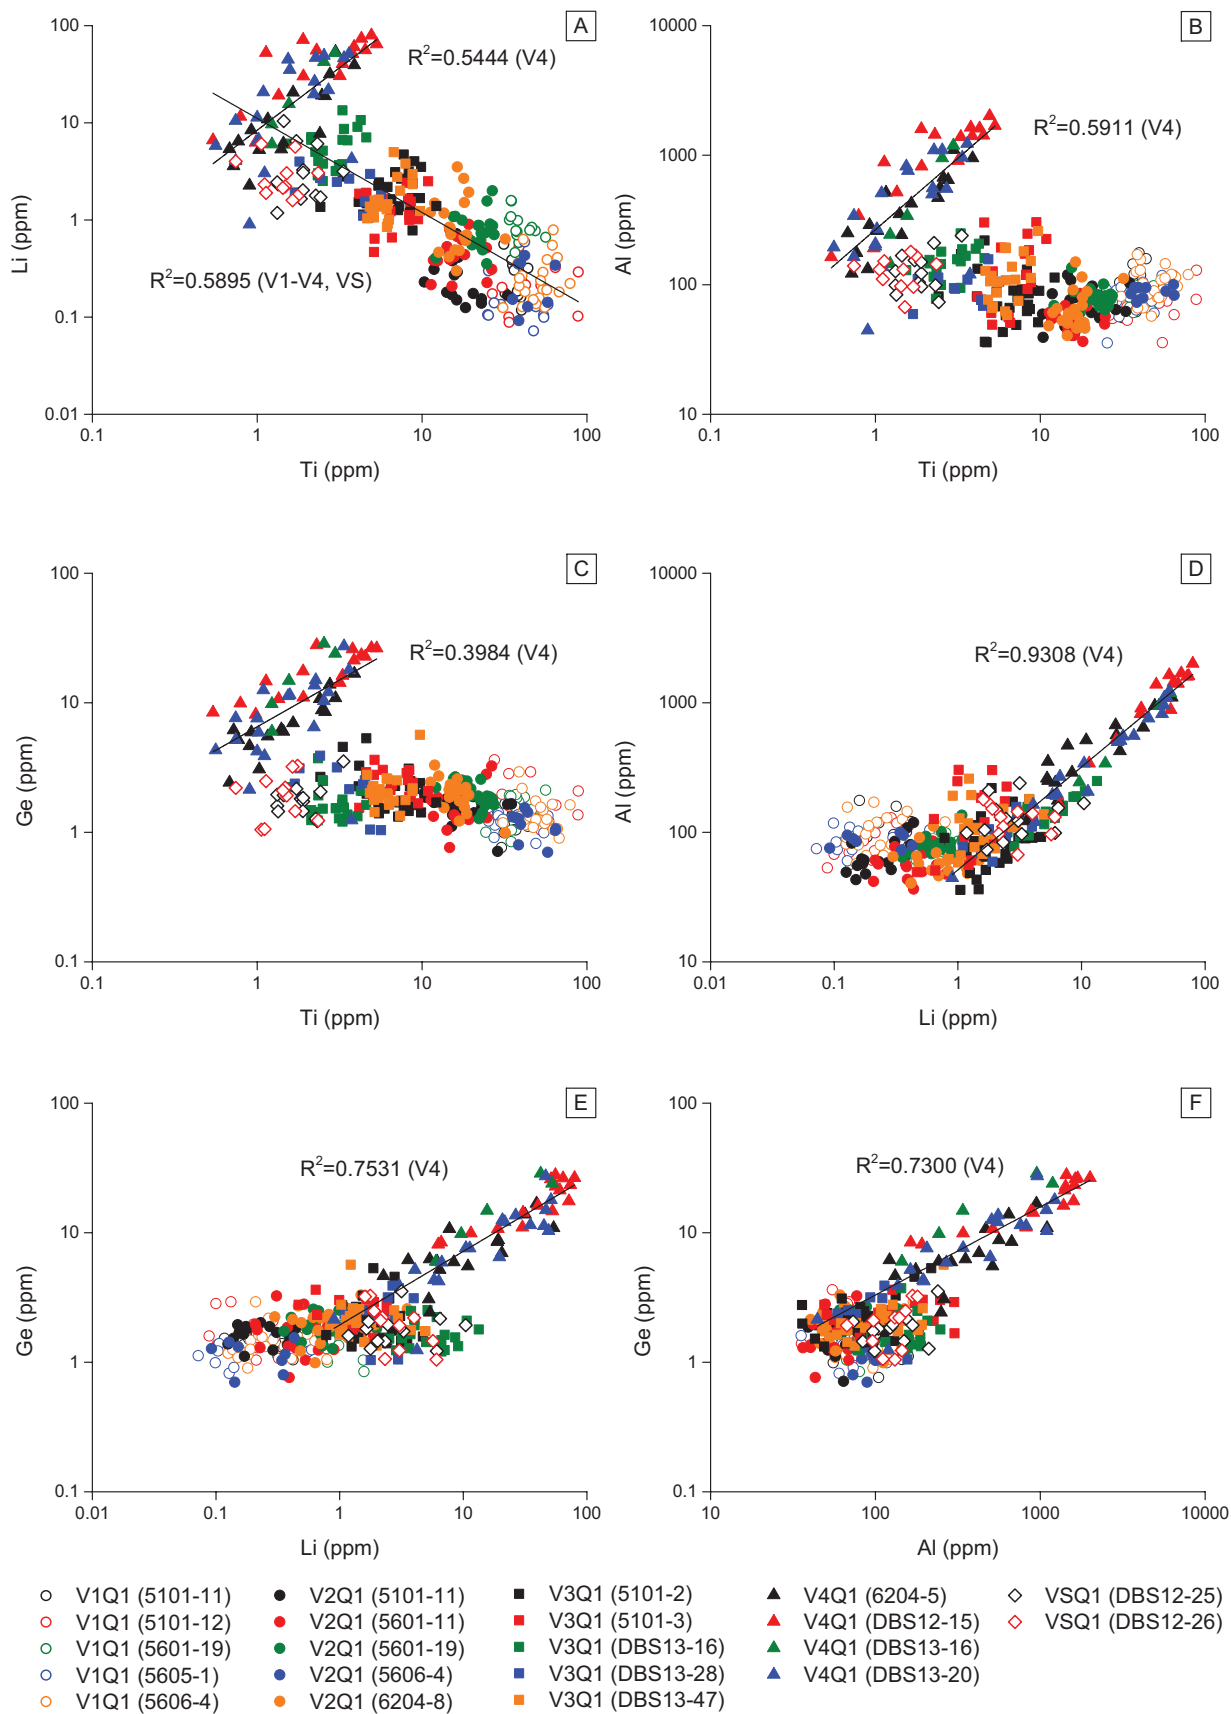 A
100
10
1
0.1
0.01
Li (ppm)
R²=0.5444 (V4)
R²=0.5895 (V1-V4, VS)
0.1
1
10
100
Ti (ppm)
B
10000
1000
100
10
Al (ppm)
R²=0.5911 (V4)
0.1
1
10
100
Ti (ppm)
C
100
10
1
0.1
Ge (ppm)
R²=0.3984 (V4)
0.1
1
10
100
Ti (ppm)
D
10000
1000
100
10
Al (ppm)
R²=0.9308 (V4)
0.01
0.1
1
10
100
Li (ppm)
E
100
10
1
0.1
Ge (ppm)
R²=0.7531 (V4)
0.01
0.1
1
10
100
Li (ppm)
F
100
10
1
0.1
Ge (ppm)
R²=0.7300 (V4)
10
100
1000
10000
Al (ppm)
V1Q1 (5101-11)
V1Q1 (5101-12)
V1Q1 (5601-19)
V1Q1 (5605-1)
V1Q1 (5606-4)
V2Q1 (5101-11)
V2Q1 (5601-11)
V2Q1 (5601-19)
V2Q1 (5606-4)
V2Q1 (6204-8)
V3Q1 (5101-2)
V3Q1 (5101-3)
V3Q1 (DBS13-16)
V3Q1 (DBS13-28)
V3Q1 (DBS13-47)
V4Q1 (6204-5)
V4Q1 (DBS12-15)
V4Q1 (DBS13-16)
V4Q1 (DBS13-20)
VSQ1 (DBS12-25)
VSQ1 (DBS12-26)